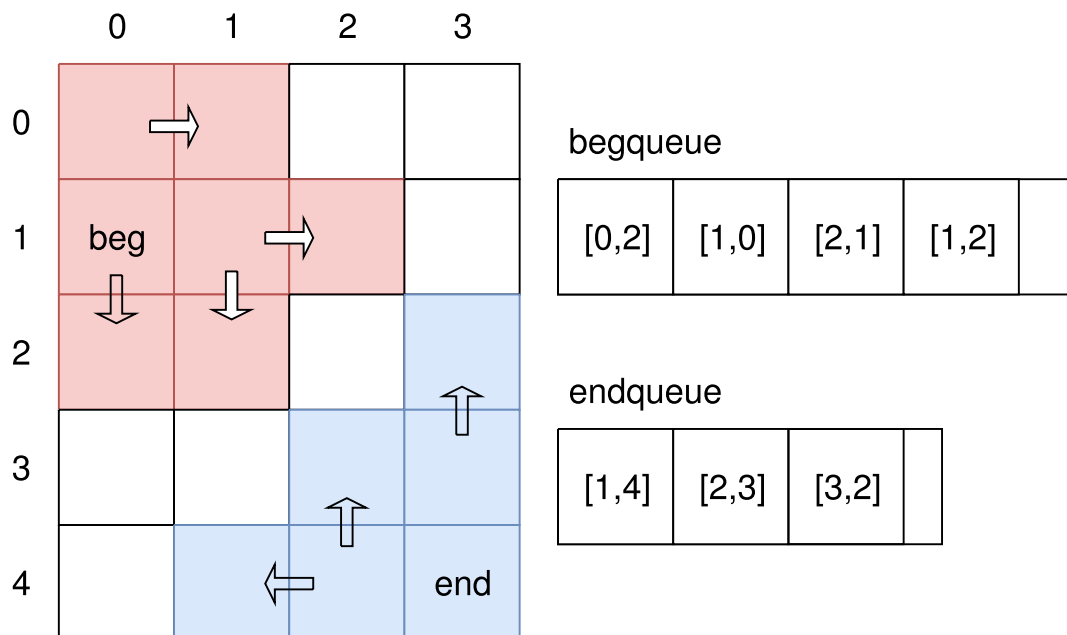 0 1 2 3
0
begqueue
1 beg
[0,2] [1,0] [2,1] [1,2]
2
endqueue
3
[1,4] [2,3] [3,2]
4 end